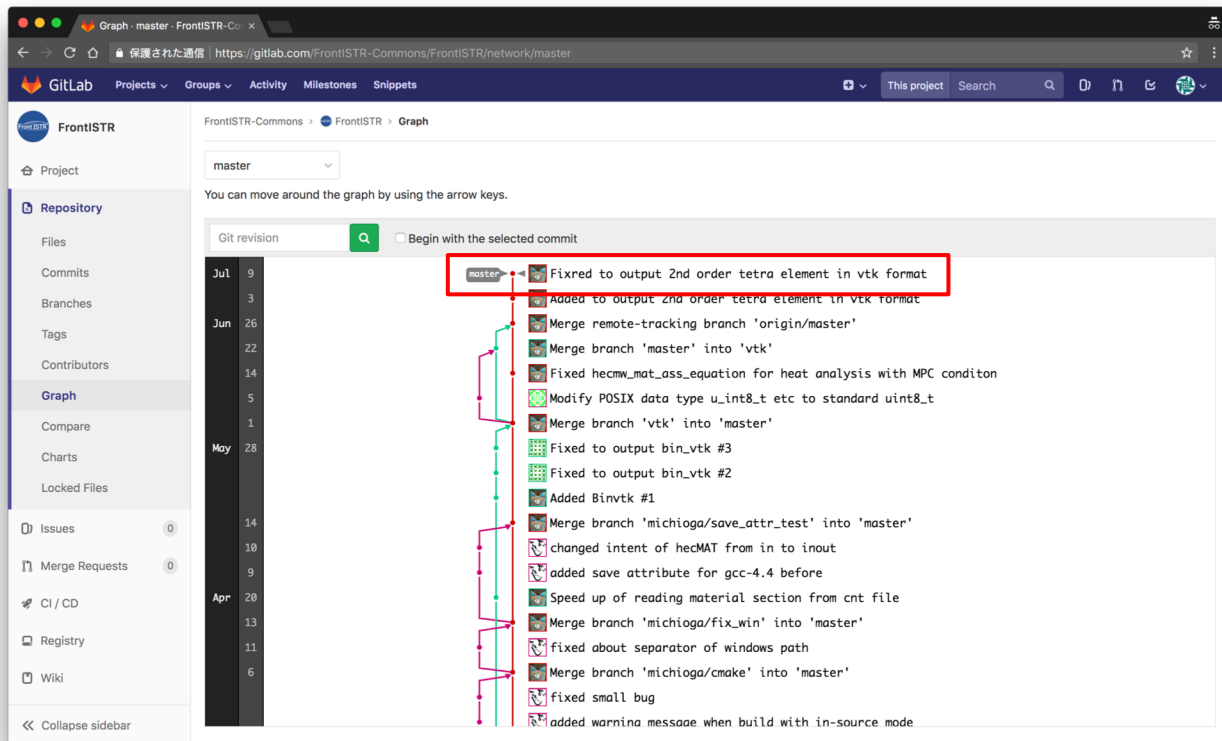 Graph · master · FrontISTR-Co
保護された通信 https://gitlab.com/FrontISTR-Commons/FrontISTR/network/master
GitLab Projects Groups Activity Milestones Snippets This project Search
FrontISTR FrontISTR
FrontISTR-Commons > FrontISTR > Graph
Project
Repository
Files
Commits
Branches
Tags
Contributors
Graph
Compare
Charts
Locked Files
Issues 0
Merge Requests 0
CI / CD
Registry
Wiki
Collapse sidebar
master
You can move around the graph by using the arrow keys.
Git revision Begin with the selected commit
Jul 9 master Fixred to output 2nd order tetra element in vtk format
3 Added to output 2nd order tetra element in vtk format
Jun 26 Merge remote-tracking branch 'origin/master'
22 Merge branch 'master' into 'vtk'
14 Fixed hecmw_mat_ass_equation for heat analysis with MPC conditon
5 Modify POSIX data type u_int8_t etc to standard uint8_t
1 Merge branch 'vtk' into 'master'
May 28 Fixed to output bin_vtk #3
Fixed to output bin_vtk #2
Added Binvtk #1
14 Merge branch 'michioga/save_attr_test' into 'master'
10 changed intent of hecMAT from in to inout
9 added save attribute for gcc-4.4 before
Apr 20 Speed up of reading material section from cnt file
13 Merge branch 'michioga/fix_win' into 'master'
11 fixed about separator of windows path
6 Merge branch 'michioga/cmake' into 'master'
fixed small bug
added warning message when build with in-source mode